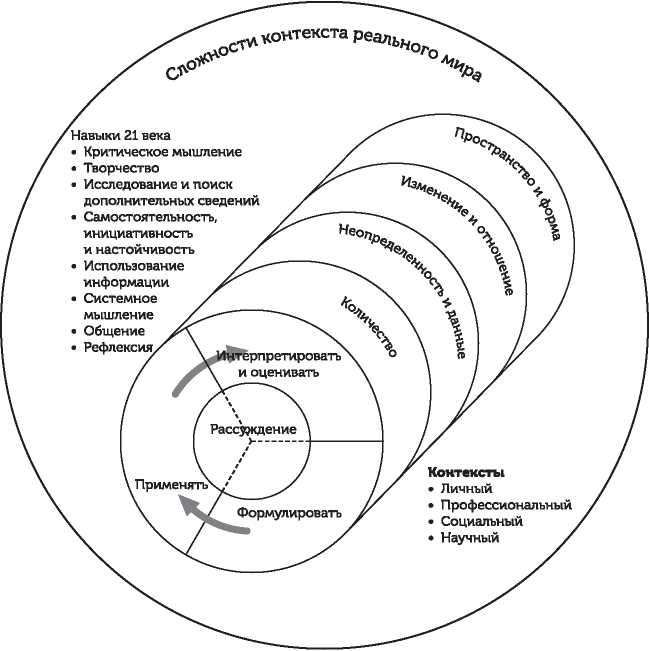 Сложности контекста реального мира
Навыки 21 века
• Критическое мышление
• Творчество
• Исследование и поиск
дополнительных сведений
• Самостоятельность,
инициативность
и настойчивость
• Использование
информации
• Системное
мышление
• Общение
• Рефлексия
Пространство и форма
Изменение и отношение
Неопределенность и данные
Количество
Интерпретировать
и оценивать
Рассуждение
Применять
Формулировать
Контексты
• Личный
• Профессиональный
• Социальный
• Научный